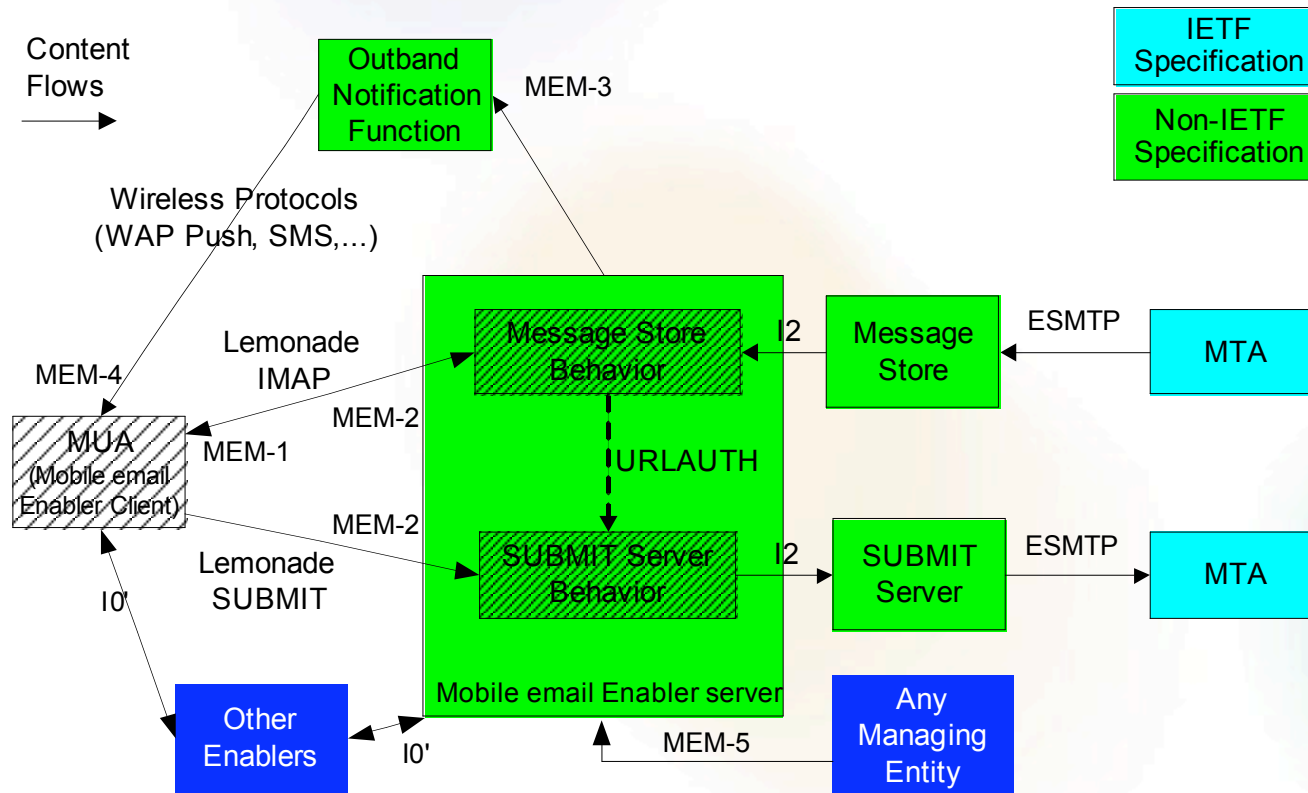 Content
Flows
Outband
Notification
Function
MEM-3
IETF
Specification
Non-IETF
Specification
Wireless Protocols
(WAP Push, SMS,...)
Lemonade
IMAP
MEM-4
MEM-2
MEM-1
MUA
(Mobile email
Enabler Client)
Message Store
Behavior
I2
Message
Store
ESMTP
MTA
URLAUTH
MEM-2
Lemonade
SUBMIT
SUBMIT Server
Behavior
I2
SUBMIT
Server
ESMTP
MTA
I0'
Other
Enablers
I0'
Mobile email Enabler server
MEM-5
Any
Managing
Entity